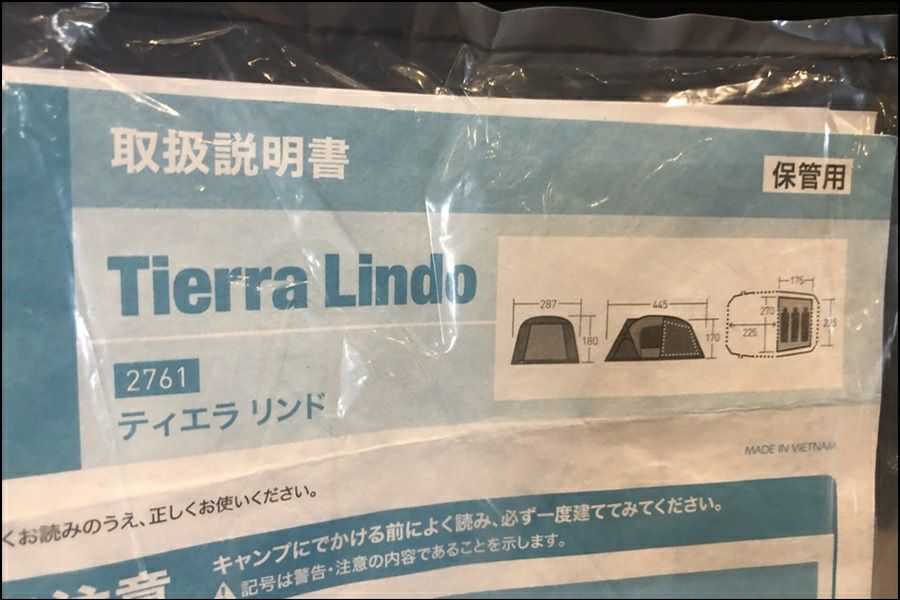 取扱説明書
保管用
Tierra Lindo
2761
ティエラ リンド
287
180
445
170
175
270
225
MADE IN VIETNAM
くお読みのうえ、正しくお使いください。
注意
キャンプにでかける前によく読み、必ず一度建ててみてください。
記号は警告・注意の内容であることを示します。